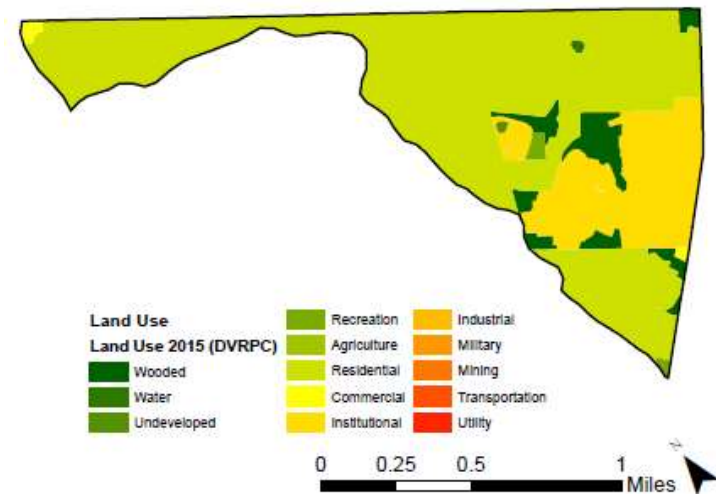 Land Use
Land Use 2015 (DVRPC)
Wooded
Water
Undeveloped
Recreation
Agriculture
Residential
Commercial
Institutional
Industrial
Military
Mining
Transportation
Utility
0 0.25 0.5 1
Miles
N